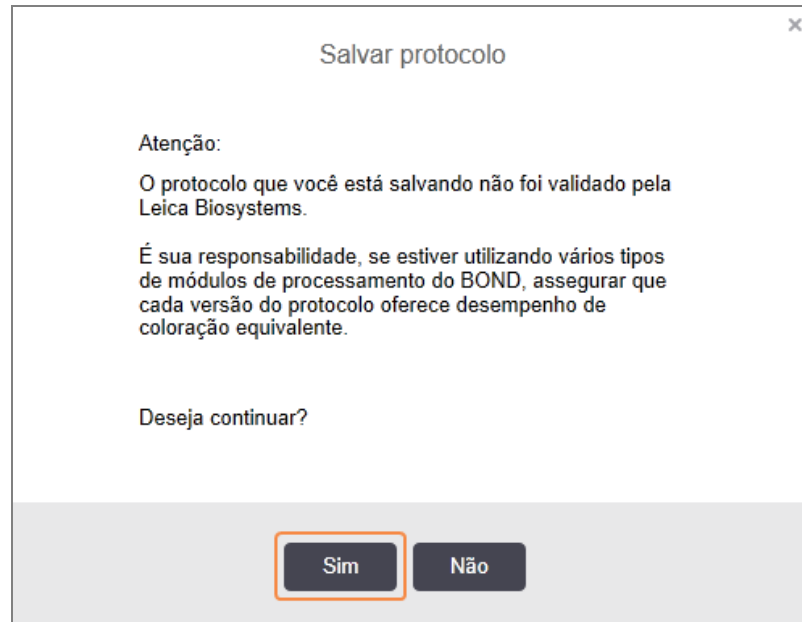 Salvar protocolo
Atenção:
O protocolo que você está salvando não foi validado pela
Leica Biosystems.
É sua responsabilidade, se estiver utilizando vários tipos
de módulos de processamento do BOND, assegurar que
cada versão do protocolo oferece desempenho de
coloração equivalente.
Deseja continuar?
Sim
Não